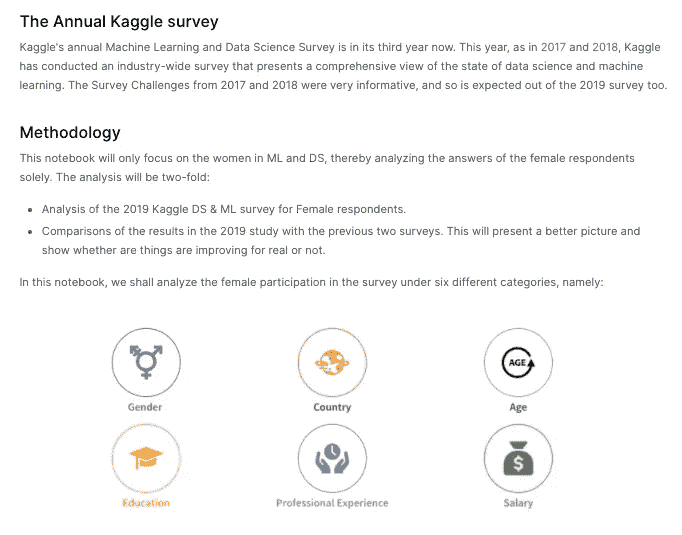 The Annual Kaggle survey
Kaggle's annual Machine Learning and Data Science Survey is in its third year now. This year, as in 2017 and 2018, Kaggle
has conducted an industry-wide survey that presents a comprehensive view of the state of data science and machine
learning. The Survey Challenges from 2017 and 2018 were very informative, and so is expected out of the 2019 survey too.
Methodology
This notebook will only focus on the women in ML and DS, thereby analyzing the answers of the female respondents
solely. The analysis will be two-fold:
• Analysis of the 2019 Kaggle DS & ML survey for Female respondents.
• Comparisons of the results in the 2019 study with the previous two surveys. This will present a better picture and
show whether are things are improving for real or not.
In this notebook, we shall analyze the female participation in the survey under six different categories, namely:
AGE
Gender Country Age
$
Education Professional Experience Salary